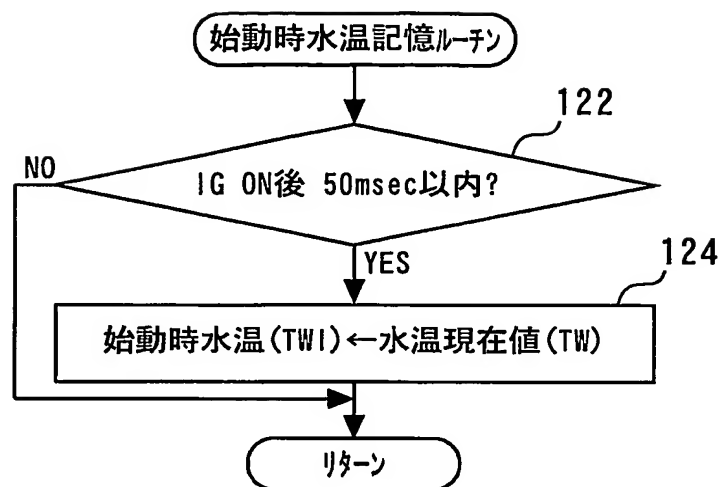 始動時水温記憶ルーチン
122
NO
IG ON後 50msec以内?
YES
124
始動時水温(TWI)←水温現在値(TW)
リターン